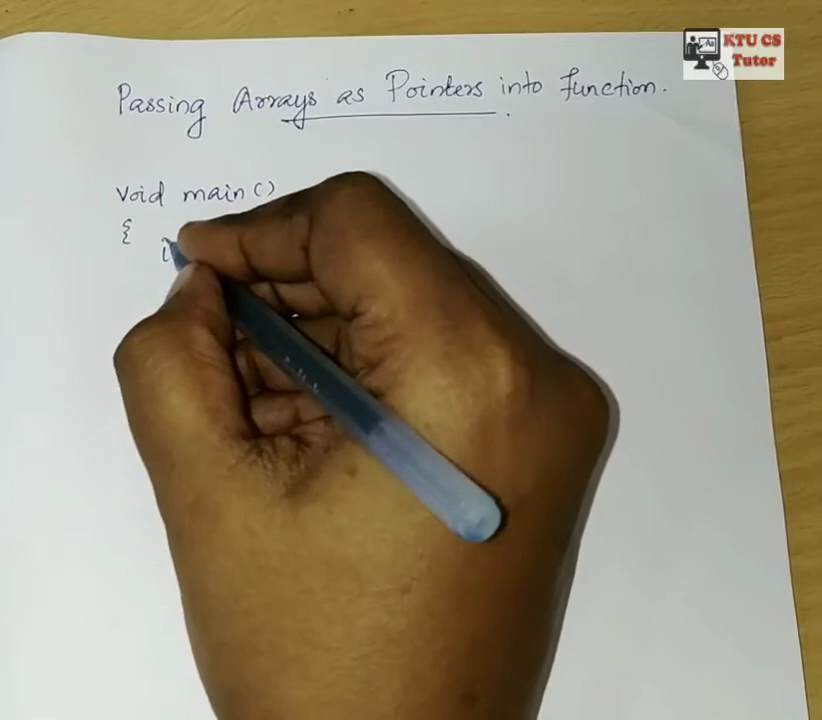 KTU CS
Tutor
Passing Arrays as Pointers into function.
void main()
{
i